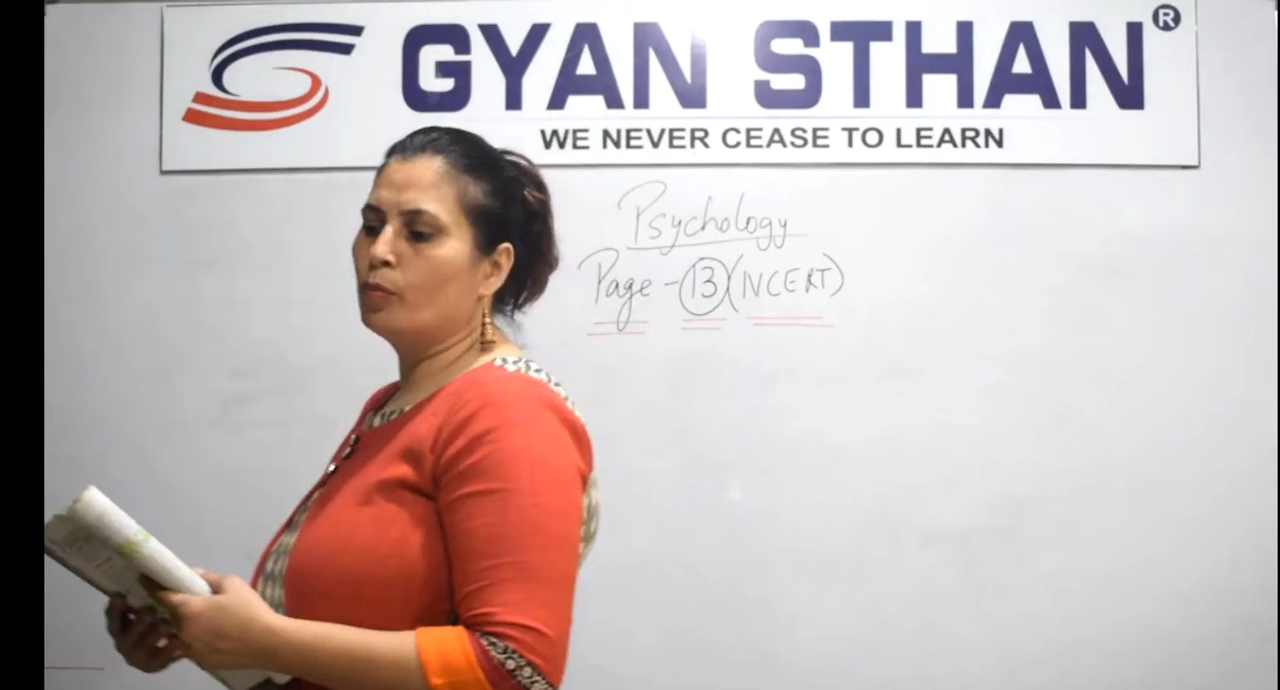 GYAN STHAN ®
WE NEVER CEASE TO LEARN
Psychology
Page - 13 (NCERT)